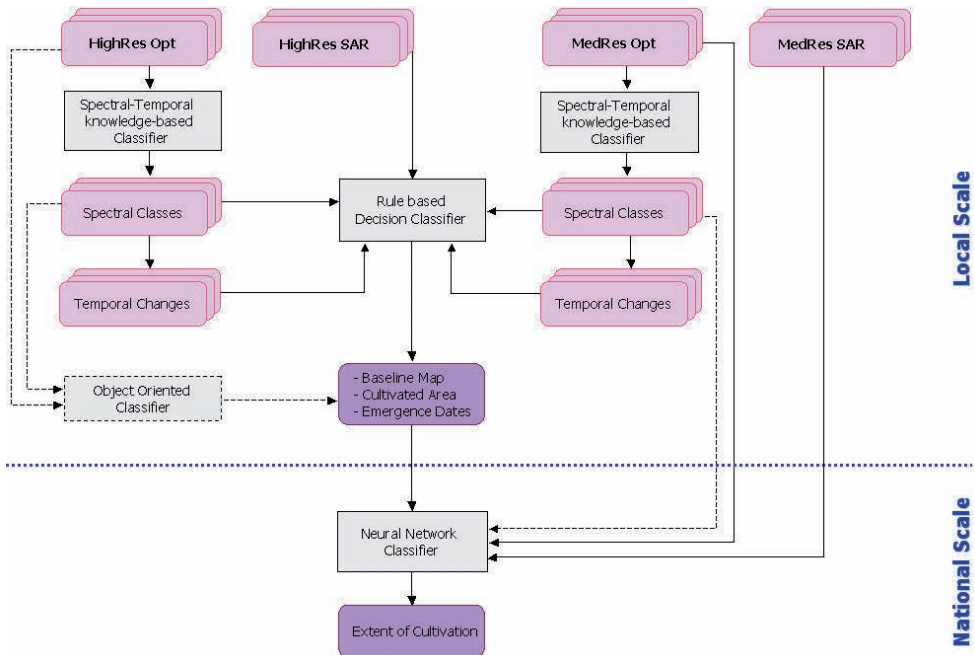 HighRes Opt
HighRes SAR
MedRes Opt
MedRes SAR
Spectral-Temporal
knowledge-based
Classifier
Spectral-Temporal
knowledge-based
Classifier
Spectral Classes
Rule based
Decision Classifier
Spectral Classes
Temporal Changes
Temporal Changes
Object Oriented
Classifier
- Baseline Map
- Cultivated Area
- Emergence Dates
Local Scale
Neural Network
Classifier
Extent of Cultivation
National Scale